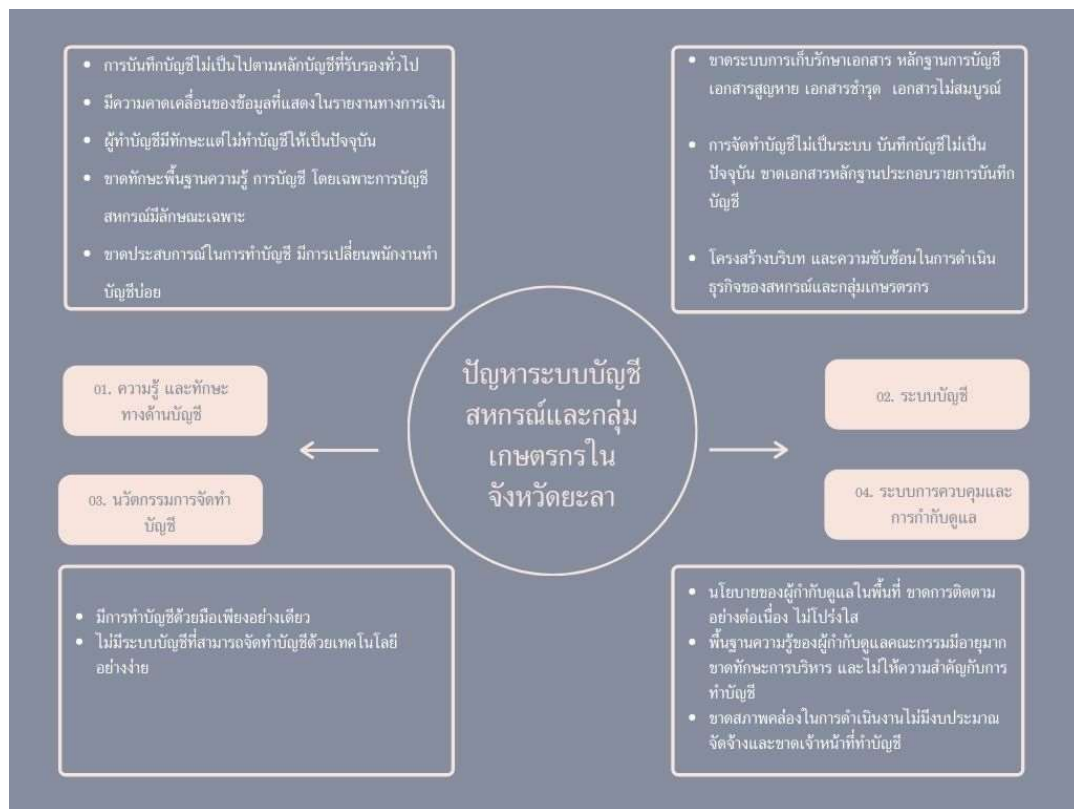 • การบันทึกบัญชีไม่เป็นไปตามหลักบัญชีที่รับรองทั่วไป
• มีความคาดเคลื่อนของข้อมูลที่แสดงในรายงานทางการเงิน
• ผู้ทำบัญชีมีทักษะแต่ไม่ทำบัญชีให้เป็นปัจจุบัน
• ขาดทักษะพื้นฐานความรู้ การบัญชี โดยเฉพาะการบัญชี
สหกรณ์มีลักษณะเฉพาะ
• ขาดประสบการณ์ในการทำบัญชี มีการเปลี่ยนพนักงานทำ
บัญชีบ่อย
• ขาดระบบการเก็บรักษาเอกสาร หลักฐานการบัญชี
เอกสารสูญหาย เอกสารชำรุด เอกสารไม่สมบูรณ์
• การจัดทำบัญชีไม่เป็นระบบ บันทึกบัญชีไม่เป็น
ปัจจุบัน ขาดเอกสารหลักฐานประกอบรายการบันทึก
บัญชี
• โครงสร้างบริบท และความซับซ้อนในการดำเนิน
ธุรกิจของสหกรณ์และกลุ่มเกษรตรกร
01. ความรู้ และทักษะ
ทางด้านบัญชี
03. นวัตกรรมการจัดทำ
บัญชี
ปัญหาระบบบัญชี
สหกรณ์และกลุ่ม
เกษตรกรใน
จังหวัดยะลา
02. ระบบบัญชี
04. ระบบการควบคุมและ
การกำกับดูแล
• มีการทำบัญชีด้วยมือเพียงอย่างเดียว
• ไม่มีระบบบัญชีที่สามารถจัดทำบัญชีด้วยเทคโนโลยี
อย่างง่าย
• นโยบายของผู้กำกับดูแลในพื้นที่ ขาดการติดตาม
อย่างต่อเนื่อง ไม่โปร่งใส
• พื้นฐานความรู้ของผู้กำกับดูแลคณะกรรมมีอายุมาก
ขาดทักษะการบริหาร และไม่ให้ความสำคัญกับการ
ทำบัญชี
• ขาดสภาพคล่องในการดำเนินงานไม่มีงบประมาณ
จัดจ้างและขาดเจ้าหน้าที่ทำบัญชี